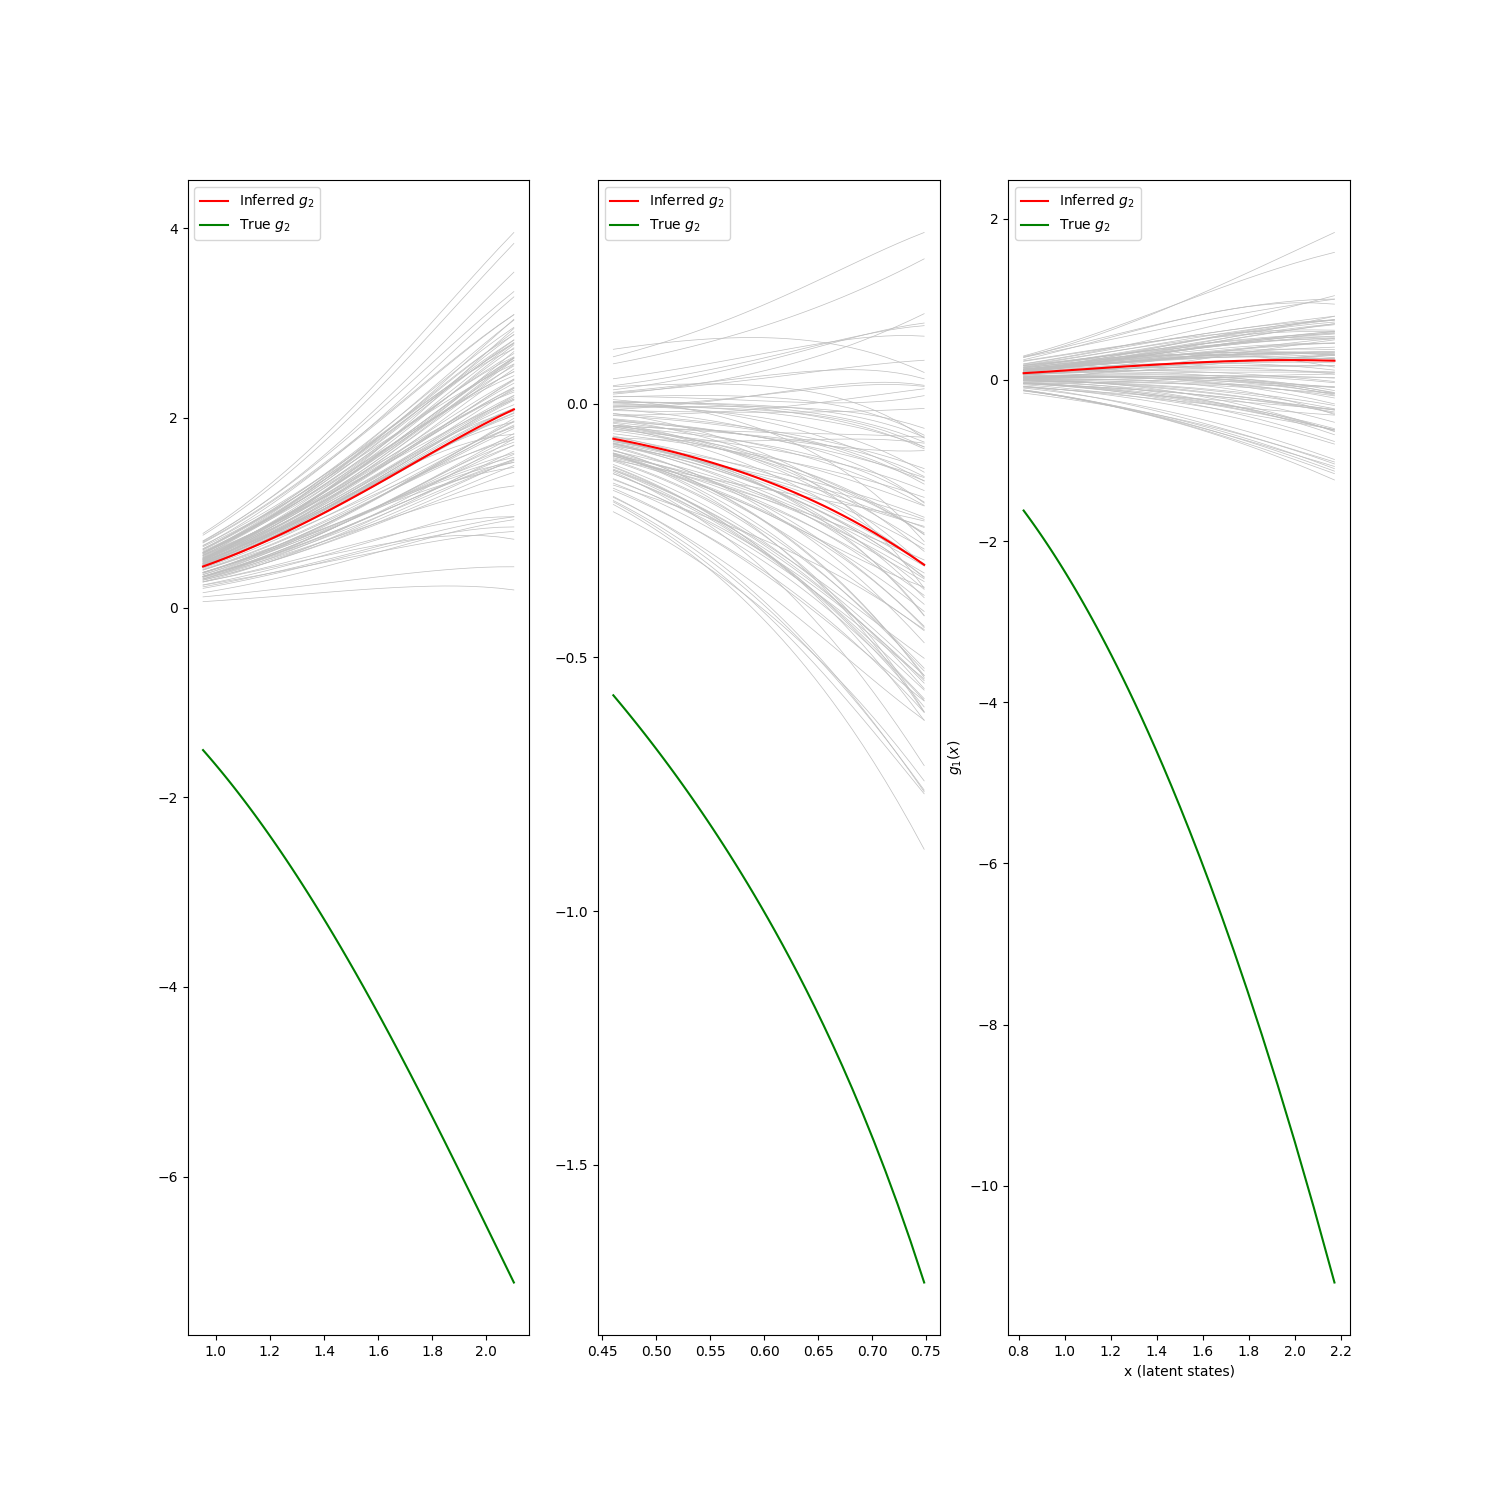 Inferred g₂
True g₂
4
2
0
−2
−4
−6
1.0 1.2 1.4 1.6 1.8 2.0
Inferred g₂
True g₂
0.0
−0.5
−1.0
−1.5
0.45 0.50 0.55 0.60 0.65 0.70 0.75
g₁(x)
Inferred g₂
True g₂
2
0
−2
−4
−6
−8
−10
0.8 1.0 1.2 1.4 1.6 1.8 2.0 2.2
x (latent states)